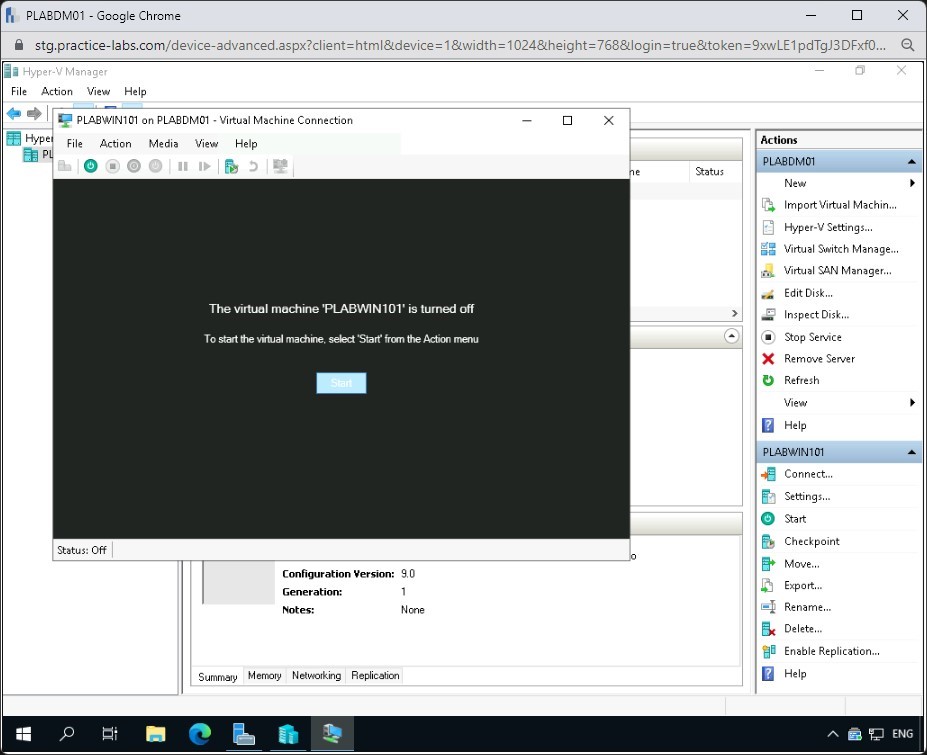 PLABDM01 - Google Chrome
stg.practice-labs.com/device-advanced.aspx?client=html&device=1&width=1024&height=768&login=true&token=9xwLE1pdTgJ3DFxf0...
Hyper-V Manager
File Action View Help
Hyper
PL
PLABWIN101 on PLABDM01 - Virtual Machine Connection
File Action Media View Help
The virtual machine 'PLABWIN101' is turned off
To start the virtual machine, select 'Start' from the Action menu
Start
Status: Off
ne Status
o
Configuration Version: 9.0
Generation: 1
Notes: None
Summary Memory Networking Replication
Actions
PLABDM01
New
Import Virtual Machin...
Hyper-V Settings...
Virtual Switch Manage...
Virtual SAN Manager...
Edit Disk...
Inspect Disk...
Stop Service
Remove Server
Refresh
View
Help
PLABWIN101
Connect...
Settings...
Start
Checkpoint
Move...
Export...
Rename...
Delete...
Enable Replication...
Help
ENG